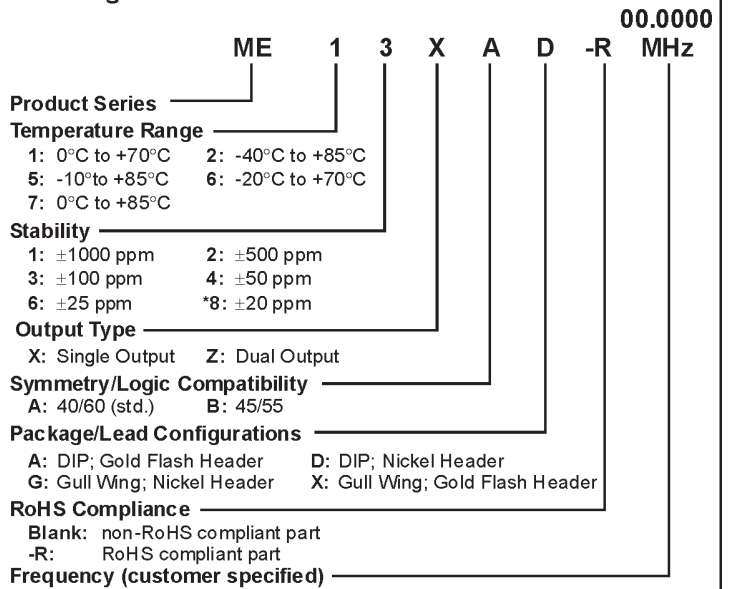 00.0000
ME 1 3 X A D -R MHz
Product Series
Temperature Range
1: 0°C to +70°C 2: -40°C to +85°C
5: -10°to +85°C 6: -20°C to +70°C
7: 0°C to +85°C
Stability
1: ±1000 ppm 2: ±500 ppm
3: ±100 ppm 4: ±50 ppm
6: ±25 ppm *8: ±20 ppm
Output Type
X: Single Output Z: Dual Output
Symmetry/Logic Compatibility
A: 40/60 (std.) B: 45/55
Package/Lead Configurations
A: DIP; Gold Flash Header D: DIP; Nickel Header
G: Gull Wing; Nickel Header X: Gull Wing; Gold Flash Header
RoHS Compliance
Blank: non-RoHS compliant part
-R: RoHS compliant part
Frequency (customer specified)